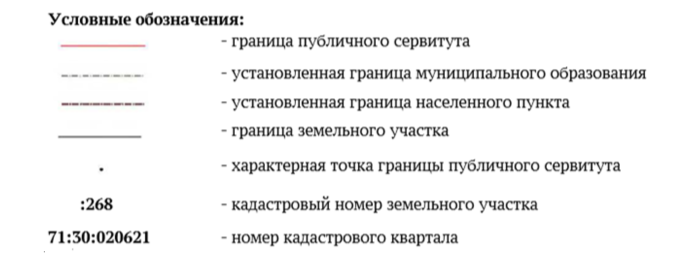 Условные обозначения:
- граница публичного сервитута
- установленная граница муниципального образования
- установленная граница населенного пункта
- граница земельного участка
- характерная точка границы публичного сервитута
:268 - кадастровый номер земельного участка
71:30:020621 - номер кадастрового квартала